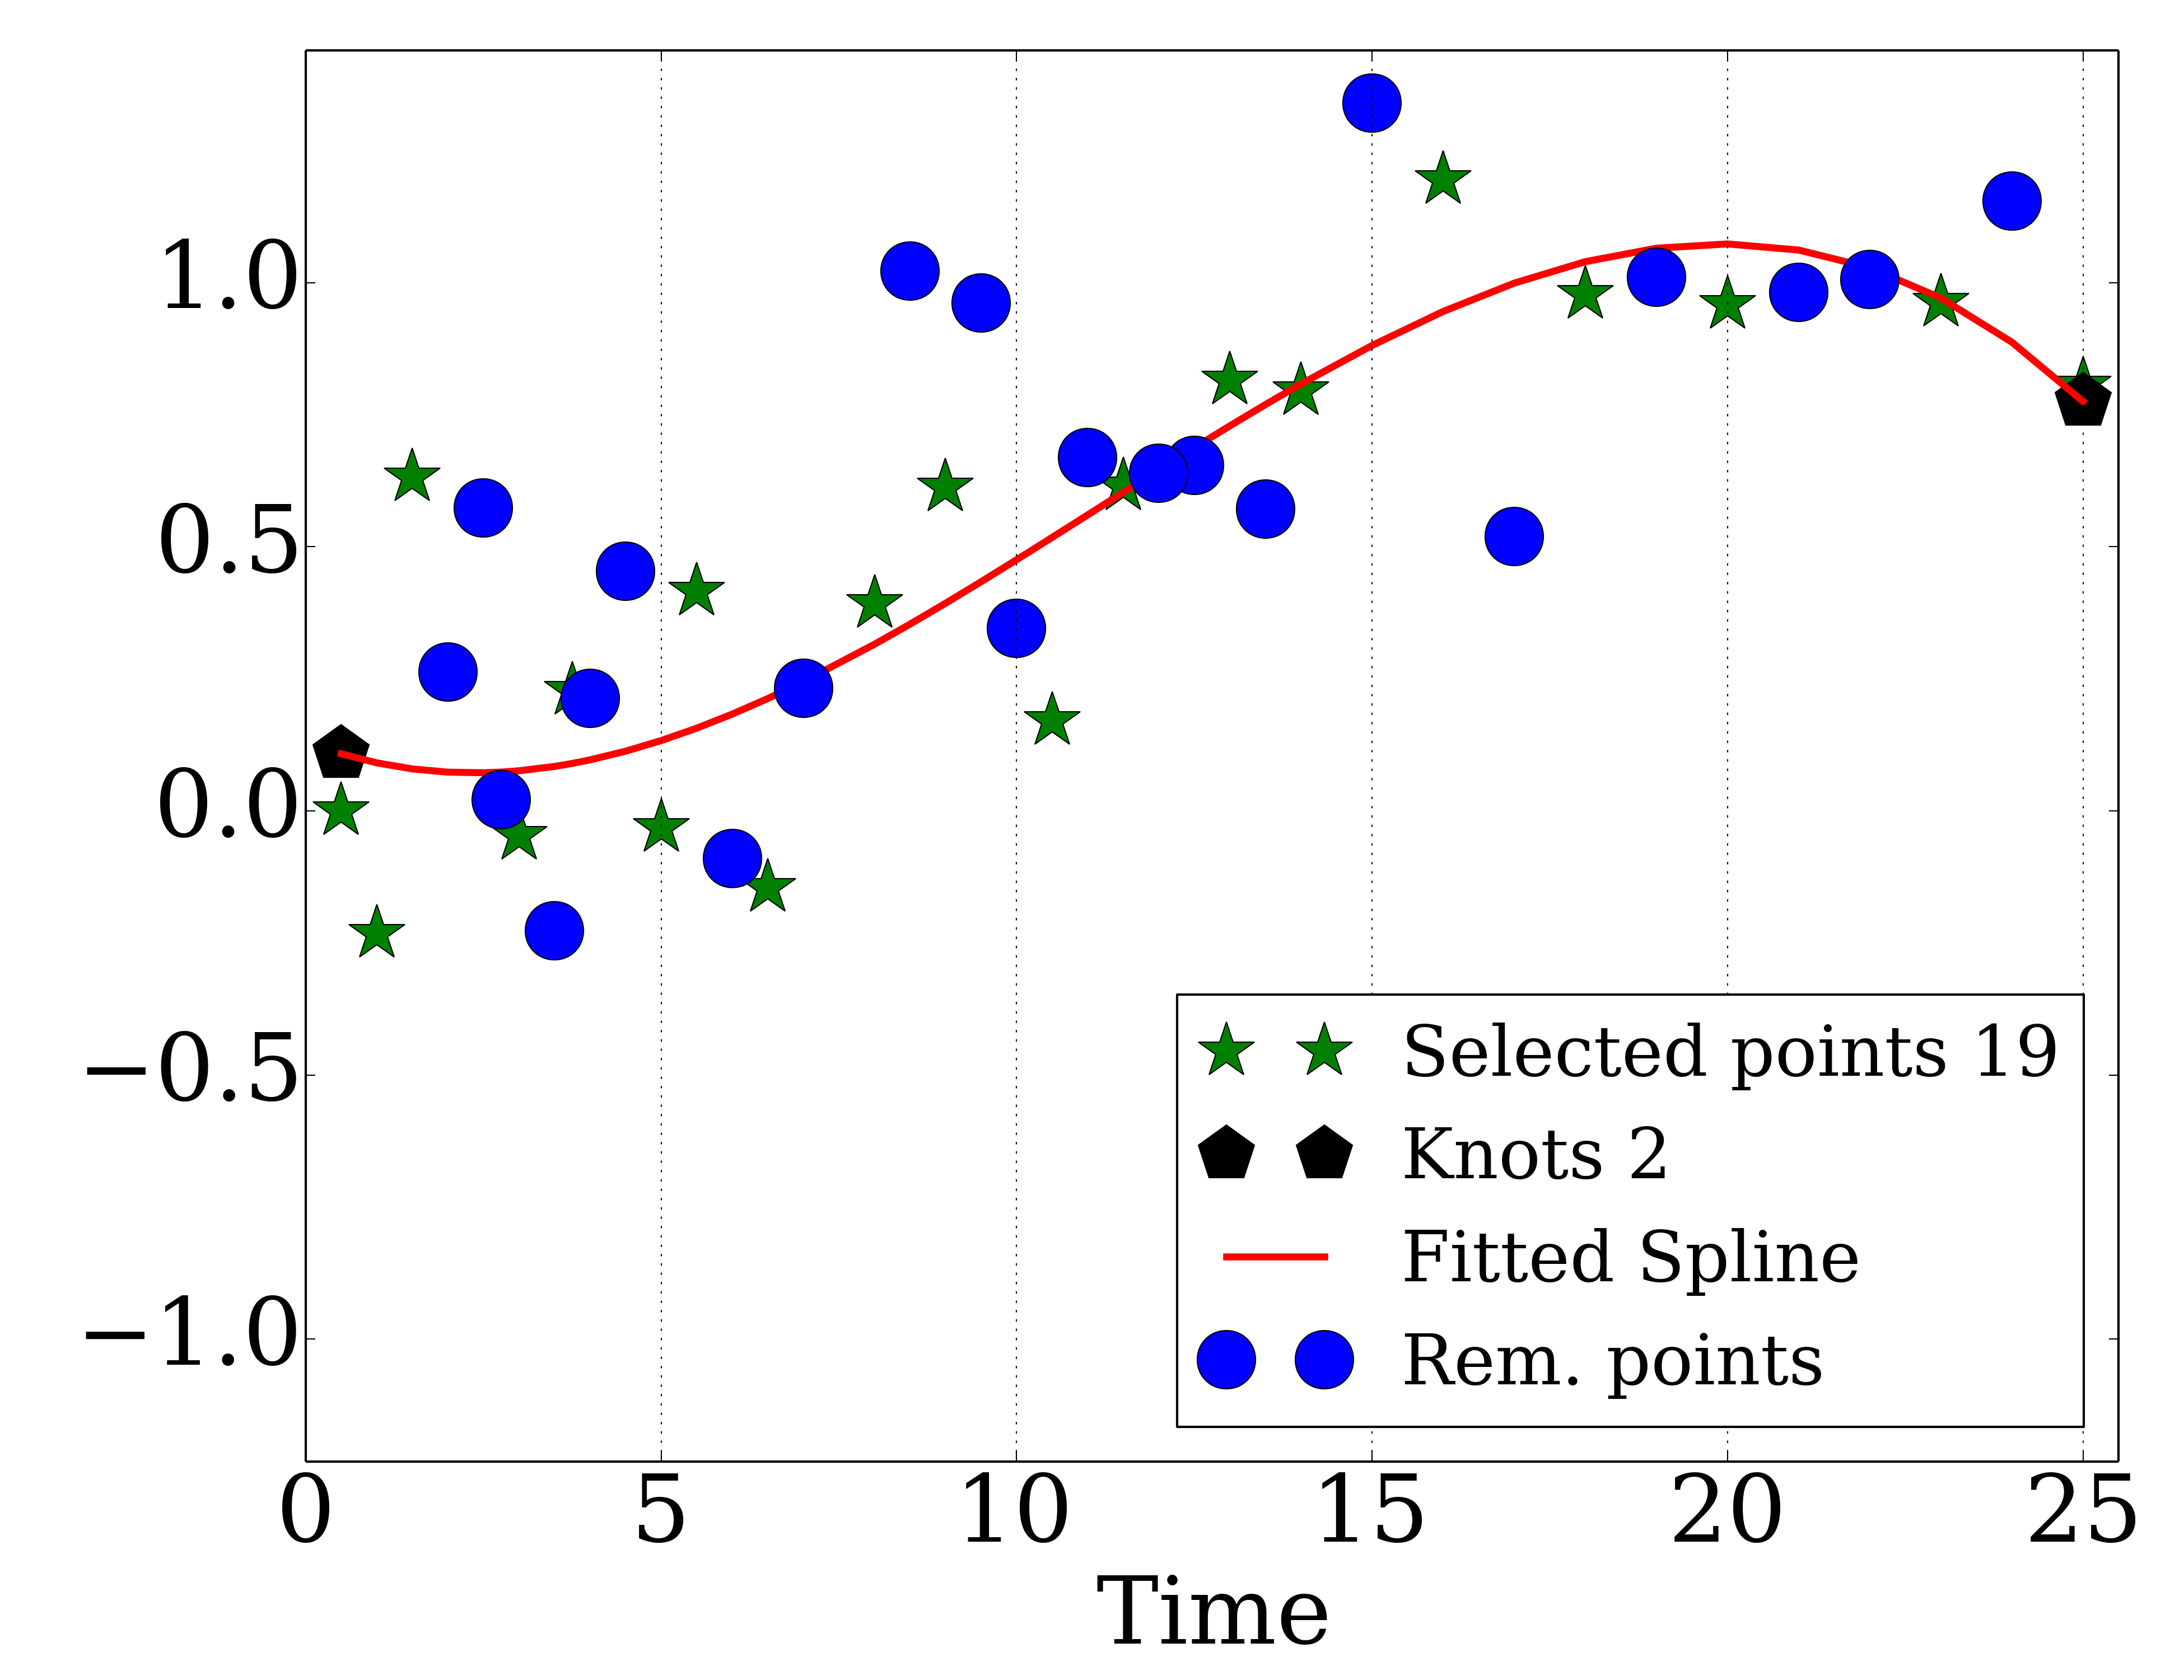 1.0
0.5
0.0
−0.5
−1.0
Selected points 19
Knots 2
Fitted Spline
Rem. points
0 5 10 15 20 25
Time